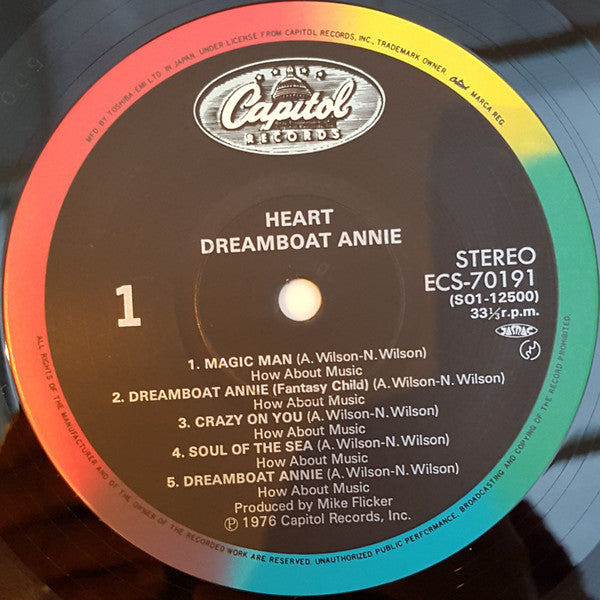 MFD BY TOSHIBA-EMI LTD. IN JAPAN. UNDER LICENSE FROM CAPITOL RECORDS, INC., TRADEMARK OWNER. Capitol MARCA REG.
Capitol
RECORDS
HEART
DREAMBOAT ANNIE
1
STEREO
ECS-70191
(SO1-12500)
33⅓r.p.m.
JASRAC
1. MAGIC MAN (A. Wilson-N. Wilson)
How About Music
2. DREAMBOAT ANNIE (Fantasy Child) (A. Wilson-N. Wilson)
How About Music
3. CRAZY ON YOU (A. Wilson-N. Wilson)
How About Music
4. SOUL OF THE SEA (A. Wilson-N. Wilson)
How About Music
5. DREAMBOAT ANNIE (A. Wilson-N. Wilson)
How About Music
Produced by Mike Flicker
Ⓟ 1976 Capitol Records, Inc.
ALL RIGHTS OF THE MANUFACTURER AND OF THE OWNER OF THE RECORDED WORK ARE RESERVED. UNAUTHORIZED PUBLIC PERFORMANCE, BROADCASTING AND COPYING OF THE RECORD PROHIBITED.